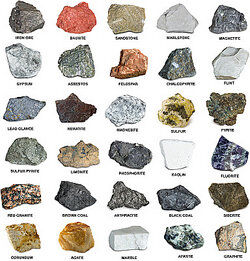 IRON ORE BAUXITE SANDSTONE MARLSTONE MAGNETITE
GYPSUM ASBESTOS FELDSPAR CHALCOPYRITE FLINT
LEAD GLANCE HEMATITE MAGNESITE SULFUR PYRITE
SULFUR PYRITE LIMONITE PHOSPHORITE KAOLIN FLUORITE
RED GRANITE BROWN COAL ANTHRACITE BLACK COAL SIDERITE
CORUNDUM AGATE MARBLE APATITE GRAPHITE